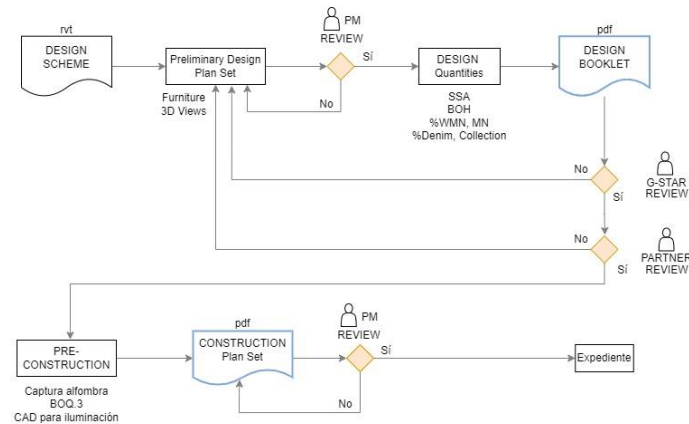 rvt
DESIGN
SCHEME
Preliminary Design
Plan Set
Furniture
3D Views
PM
REVIEW
Sí
No
DESIGN
Quantities
SSA
BOH
%WMN, MN
%Denim, Collection
pdf
DESIGN
BOOKLET
No
G-STAR
REVIEW
Sí
No
PARTNER
REVIEW
Sí
PRE-
CONSTRUCTION
Captura alfombra
BOQ.3
CAD para iluminación
pdf
CONSTRUCTION
Plan Set
PM
REVIEW
Sí
No
Expediente